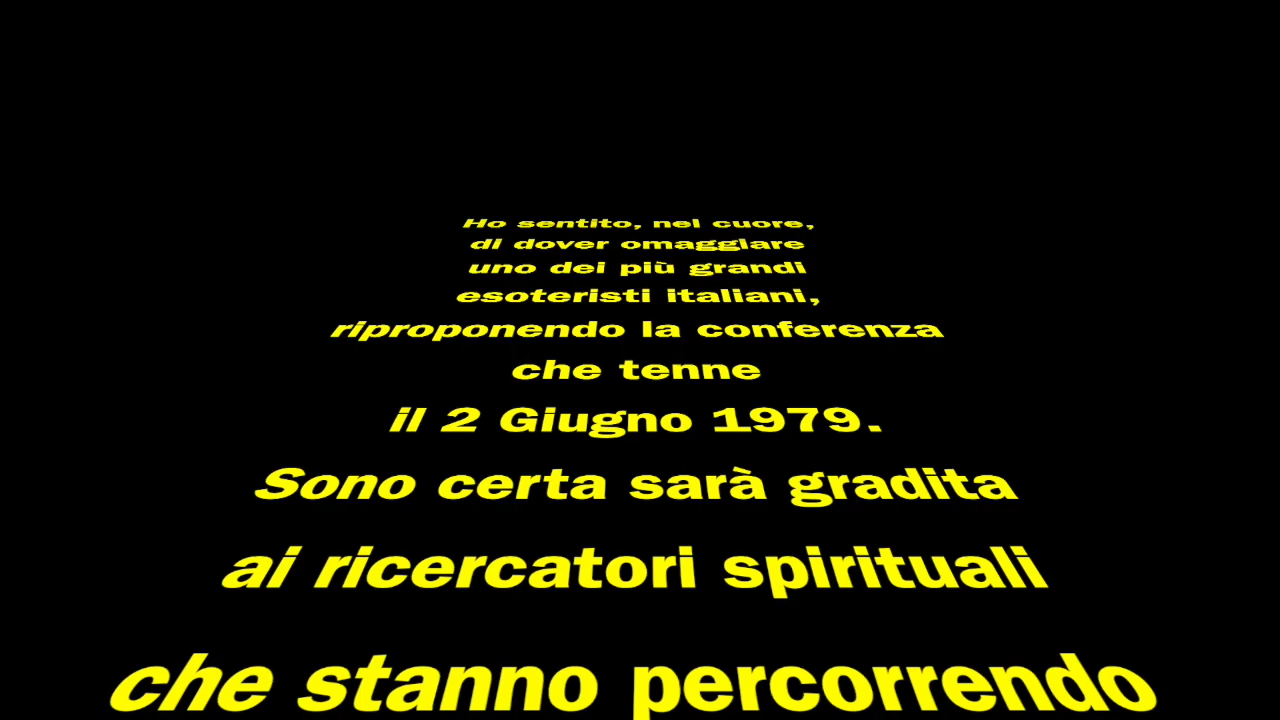 Ho sentito, nel cuore,
di dover omaggiare
uno dei più grandi
esoteristi italiani,
riproponendo la conferenza
che tenne
il 2 Giugno 1979.
Sono certa sarà gradita
ai ricercatori spirituali
che stanno percorrendo